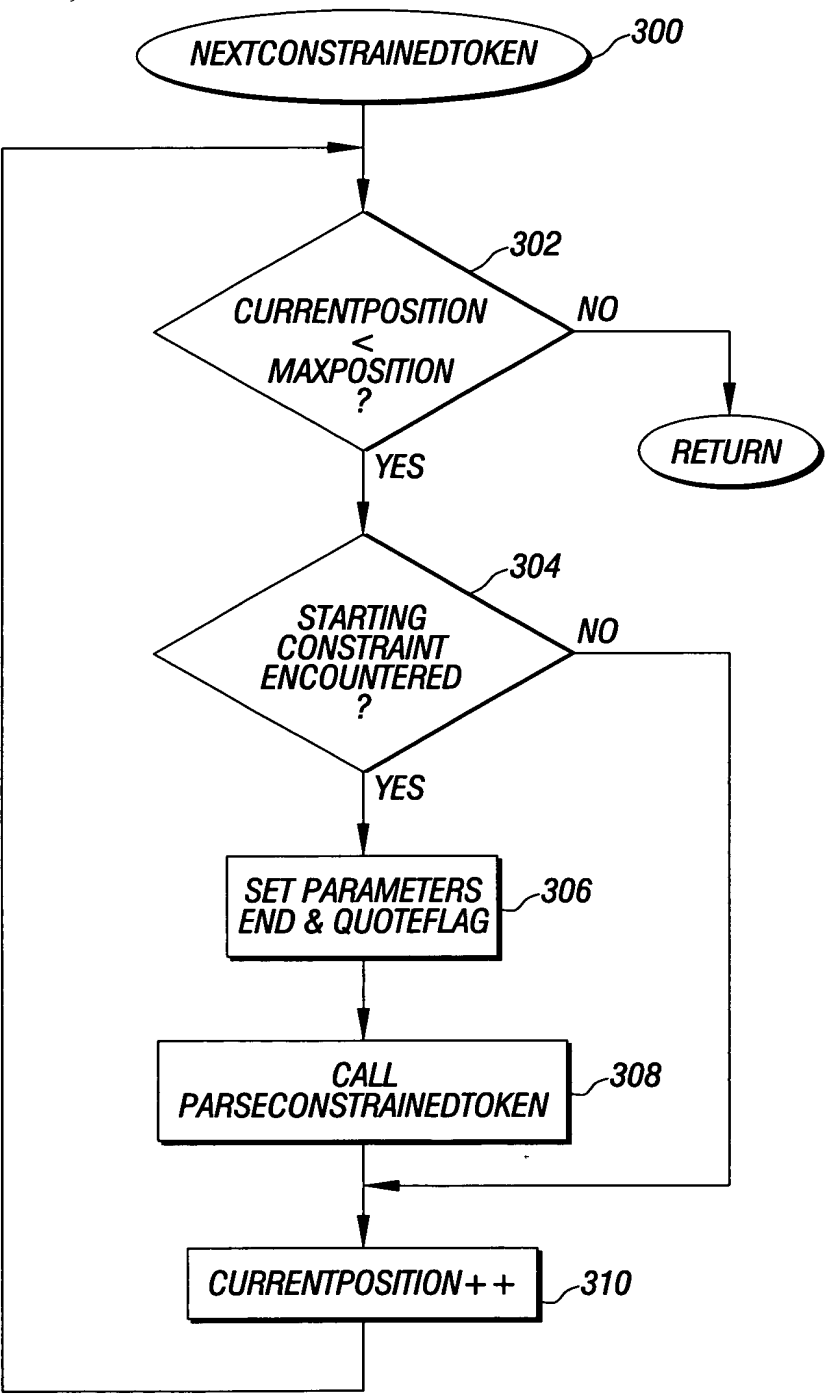 NEXTCONSTRAINEDTOKEN
300
302
CURRENTPOSITION
<
MAXPOSITION
?
NO
RETURN
YES
304
STARTING
CONSTRAINT
ENCOUNTERED
?
NO
YES
SET PARAMETERS
END & QUOTEFLAG
306
CALL
PARSECONSTRAINEDTOKEN
308
CURRENTPOSITION++
310